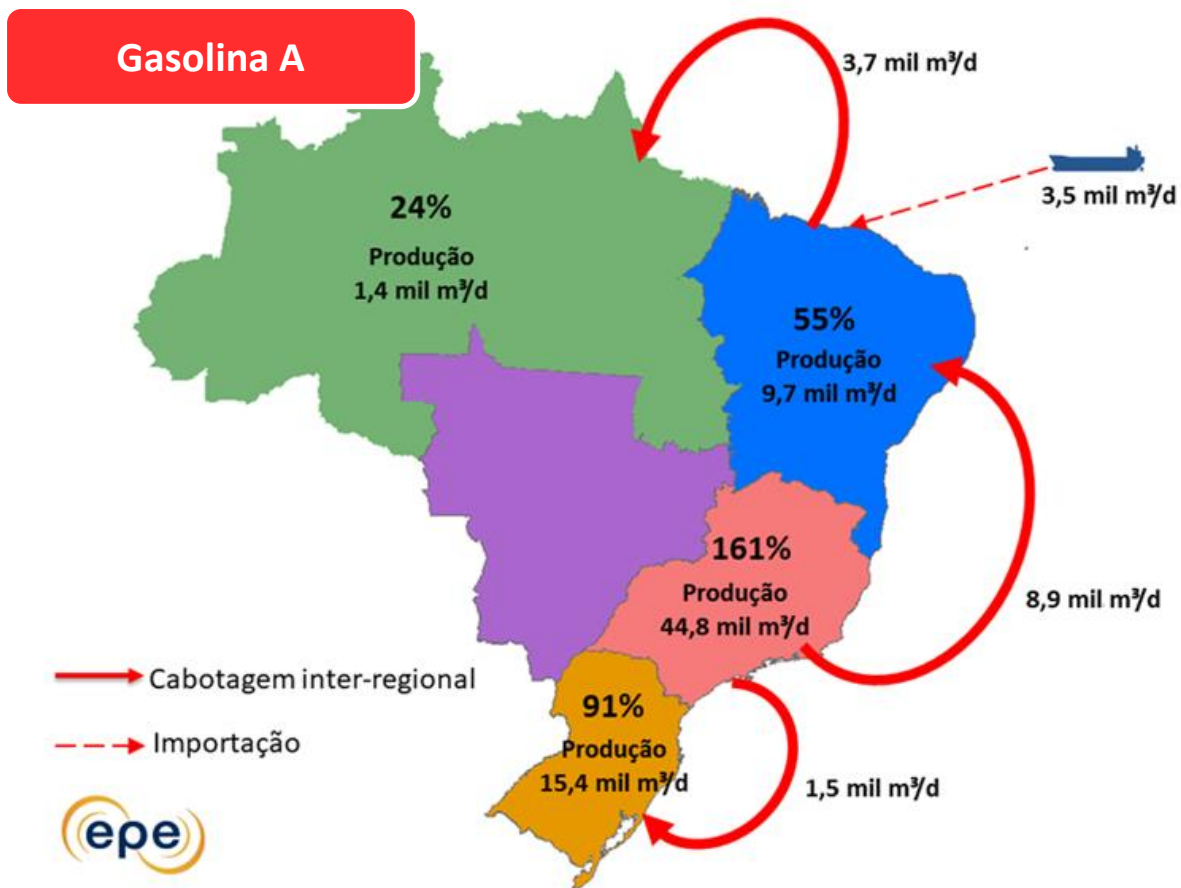 Gasolina A
3,7 mil m³/d
3,5 mil m³/d
24%
Produção
1,4 mil m³/d
55%
Produção
9,7 mil m³/d
161%
Produção
44,8 mil m³/d
8,9 mil m³/d
Cabotagem inter-regional
Importação
91%
Produção
15,4 mil m³/d
1,5 mil m³/d
epe